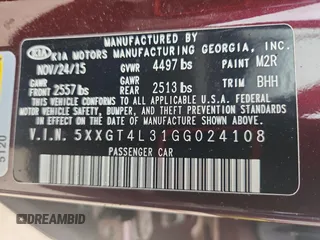 MANUFACTURED BY
KIA KIA MOTORS MANUFACTURING GEORGIA, INC.
NOV/24/15 GVWR 4497 lbs PAINT M2R
GAWR FRONT 2557 lbs GAWR REAR 2513 lbs TRIM BHH
THIS VEHICLE CONFORMS TO ALL APPLICABLE U.S. FEDERAL MOTOR VEHICLE SAFETY, BUMPER, AND THEFT PREVENTION STANDARDS IN EFFECT ON THE DATE OF MANUFACTURE SHOWN ABOVE.
V.I.N. 5XXGT4L31GG024108
PASSENGER CAR
5120
DREAMBID